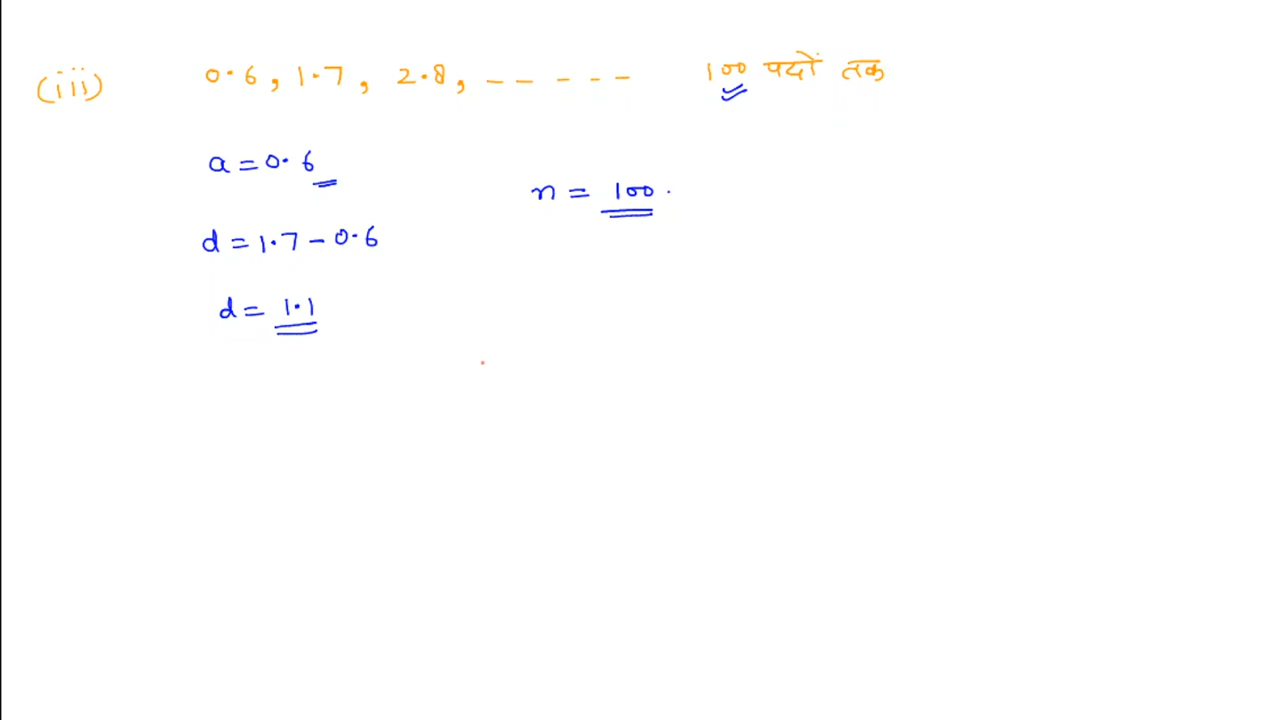 (iii) 0.6, 1.7, 2.8, - - - - - 100 पदों तक
a = 0.6
n = 100.
d = 1.7 - 0.6
d = 1.1